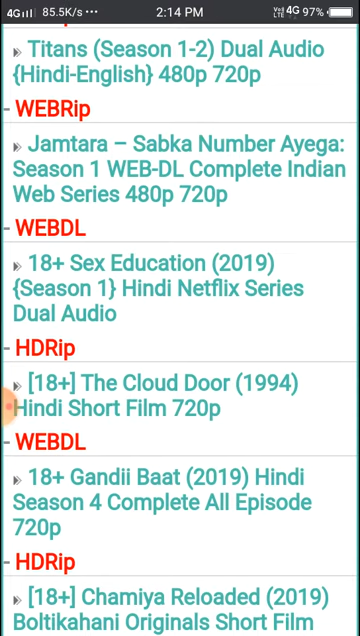 4G 85.5K/s ••• 2:14 PM VoI LTE 4G 97%
Titans (Season 1-2) Dual Audio
{Hindi-English} 480p 720p
- WEBRip
Jamtara – Sabka Number Ayega:
Season 1 WEB-DL Complete Indian
Web Series 480p 720p
- WEBDL
18+ Sex Education (2019)
{Season 1} Hindi Netflix Series
Dual Audio
- HDRip
[18+] The Cloud Door (1994)
Hindi Short Film 720p
- WEBDL
18+ Gandii Baat (2019) Hindi
Season 4 Complete All Episode
720p
- HDRip
[18+] Chamiya Reloaded (2019)
Boltikahani Originals Short Film